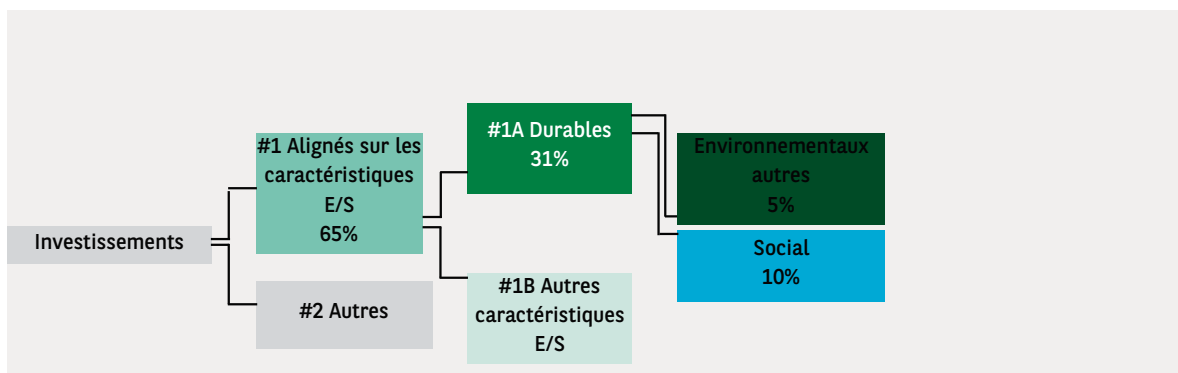 Investissements
#1 Alignés sur les
caractéristiques
E/S
65%
#2 Autres
#1A Durables
31%
#1B Autres
caractéristiques
E/S
Environnementaux
autres
5%
Social
10%